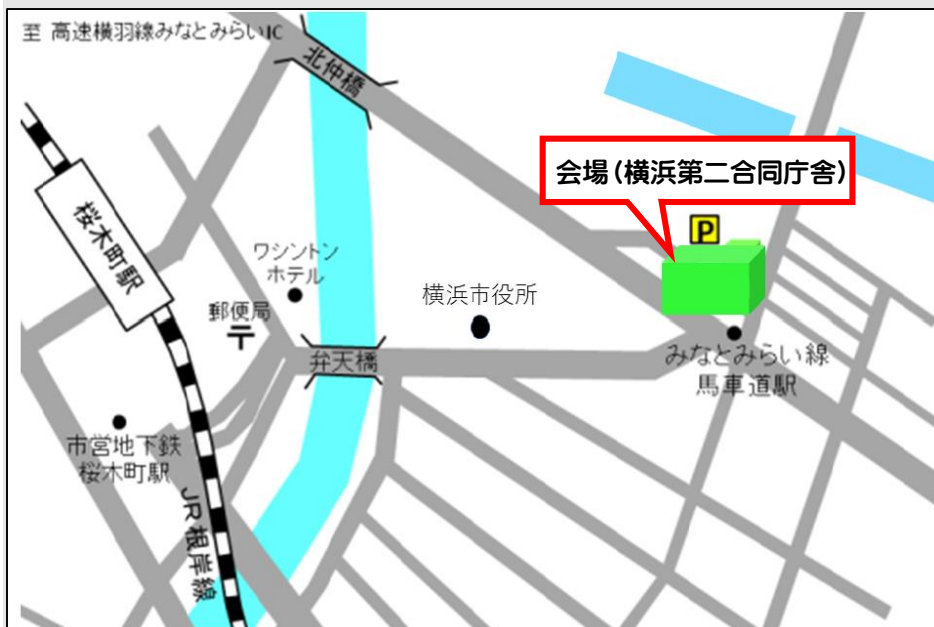 至 高速横羽線みなとみらいIC
北仲橋
会場(横浜第二合同庁舎)
P
桜木町駅
ワシントン
ホテル
郵便局
〒
横浜市役所
弁天橋
みなとみらい線
馬車道駅
市営地下鉄
桜木町駅
JR根岸線